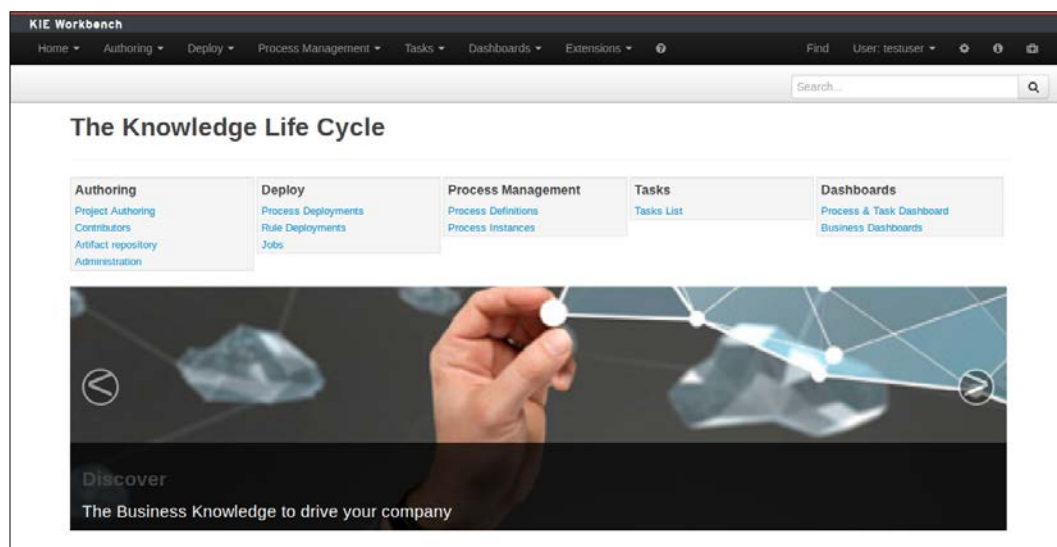 KIE Workbench
Home Authoring Deploy Process Management Tasks Dashboards Extensions Find User: testuser
Search...
The Knowledge Life Cycle
Authoring Deploy Process Management Tasks Dashboards
Project Authoring Process Deployments Process Definitions Tasks List Process & Task Dashboard
Contributors Rule Deployments Process Instances Business Dashboards
Artifact repository Jobs
Administration
Discover
The Business Knowledge to drive your company